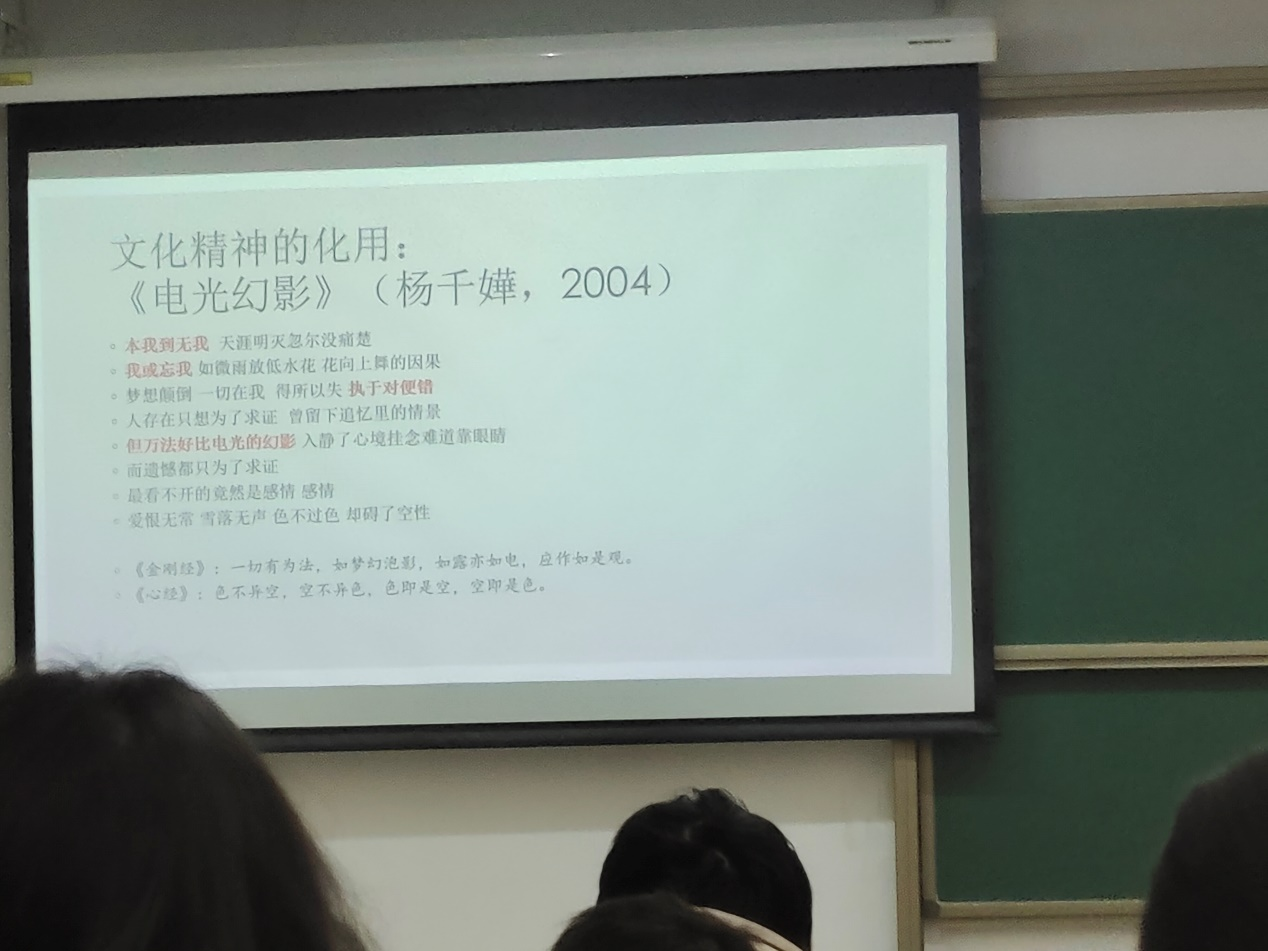 文化精神的化用：
《电光幻影》（杨千嬅，2004）
本我到无我 天涯明灭忽尔没痛楚
我或忘我 如微雨放低水花 花向上舞的因果
梦想颠倒 一切在我 得所以失 执于对便错
人存在只想为了求证 曾留下追忆里的情景
但万法好比电光的幻影 入静了心境挂念难道靠眼睛
而遗憾都只为了求证
最看不开的竟然是感情 感情
爱恨无常 雪落无声 色不过色 却碍了空性
《金刚经》：一切有为法，如梦幻泡影，如露亦如电，应作如是观。
《心经》：色不异空，空不异色，色即是空，空即是色。